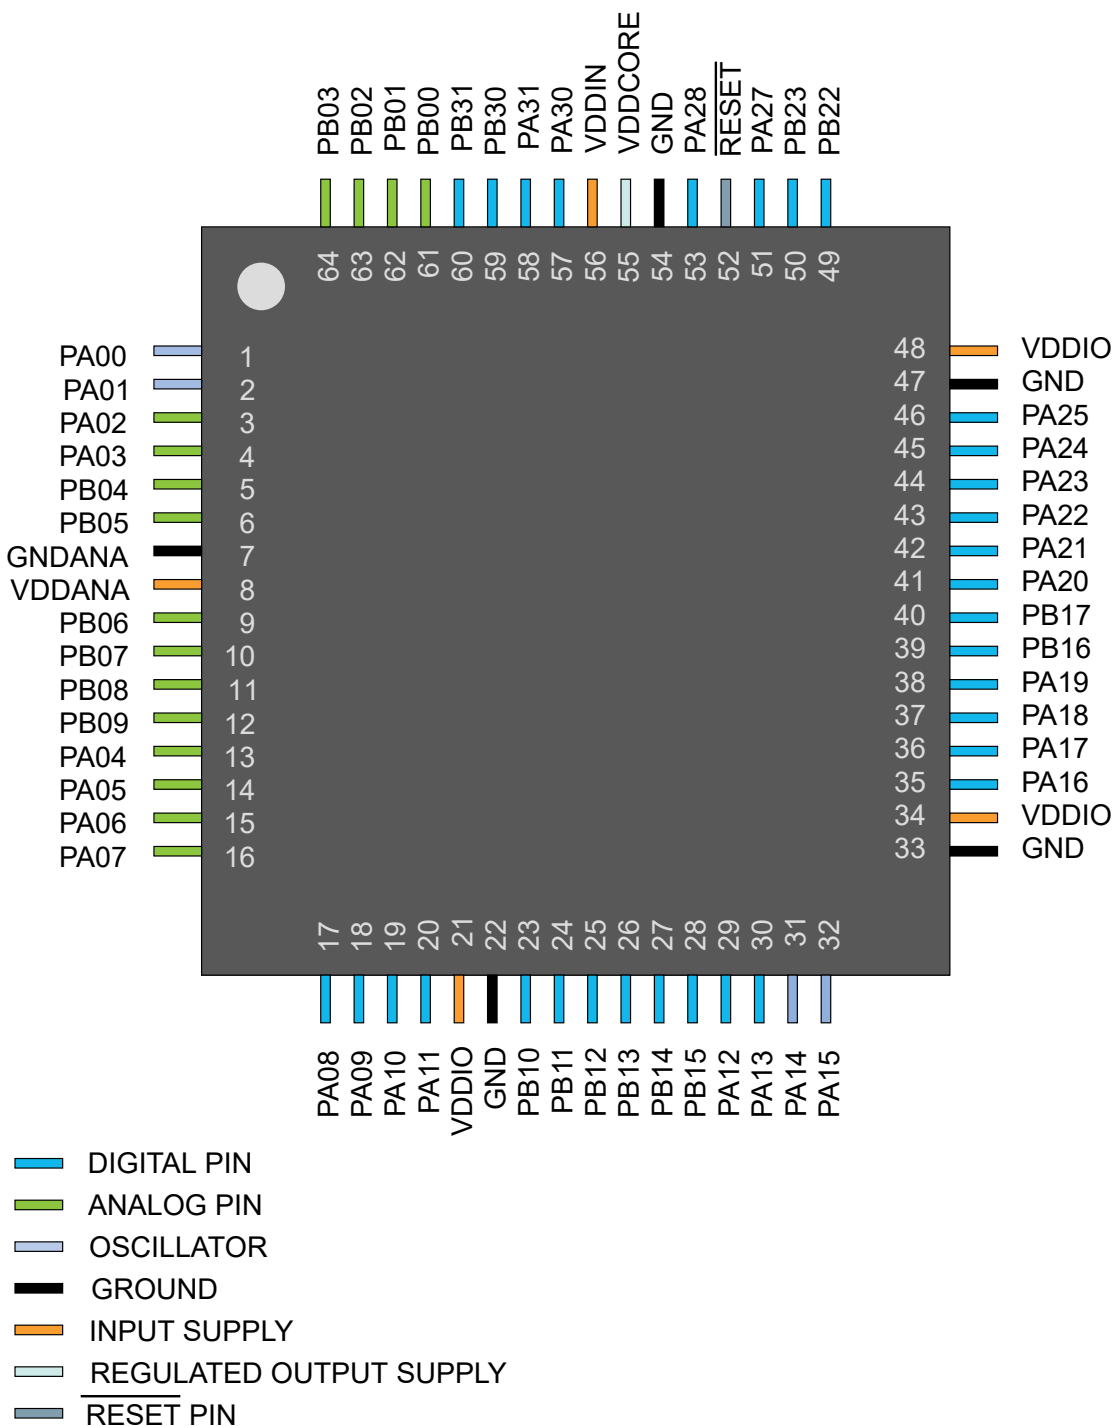 PB03
PB02
PB01
PB00
PB31
PB30
PA31
PA30
VDDIN
VDDCORE
GND
PA28
RESET
PA27
PB23
PB22
64
63
62
61
60
59
58
57
56
55
54
53
52
51
50
49
PA00 1
PA01 2
PA02 3
PA03 4
PB04 5
PB05 6
GNDANA 7
VDDANA 8
PB06 9
PB07 10
PB08 11
PB09 12
PA04 13
PA05 14
PA06 15
PA07 16
48 VDDIO
47 GND
46 PA25
45 PA24
44 PA23
43 PA22
42 PA21
41 PA20
40 PB17
39 PB16
38 PA19
37 PA18
36 PA17
35 PA16
34 VDDIO
33 GND
17
18
19
20
21
22
23
24
25
26
27
28
29
30
31
32
PA08
PA09
PA10
PA11
VDDIO
GND
PB10
PB11
PB12
PB13
PB14
PB15
PA12
PA13
PA14
PA15
DIGITAL PIN
ANALOG PIN
OSCILLATOR
GROUND
INPUT SUPPLY
REGULATED OUTPUT SUPPLY
RESET PIN